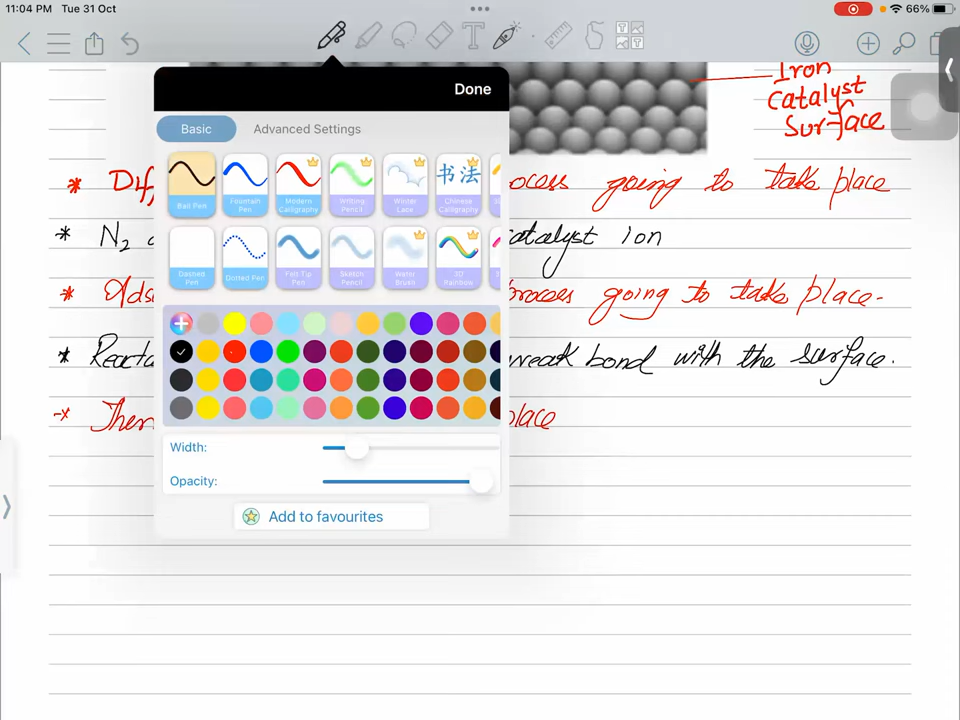 11:04 PM Tue 31 Oct
66%
Done
Basic Advanced Settings
Ball Pen Fountain Pen Modern Calligraphy Writing Pencil Winter Lace Chinese Calligraphy
书法
Dashed Pen Dotted Pen Felt Tip Pen Sketch Pencil Water Brush 3D Rainbow
Width:
Opacity:
Add to favourites
Iron
Catalyst
Surface
* Dif ocess going to take place
* N2 catalyst ion
* Adso process going to take place-
* Reacta weak bond with the surface.
Then place